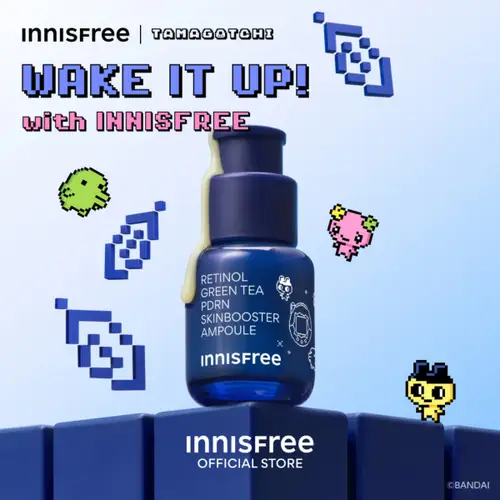 innisfree | TAMAGOTCHI
WAKE IT UP!
with INNISFREE
RETINOL
GREEN TEA
PDRN
SKINBOOSTER
AMPOULE
innisfree
innisfree
OFFICIAL STORE
©BANDAI